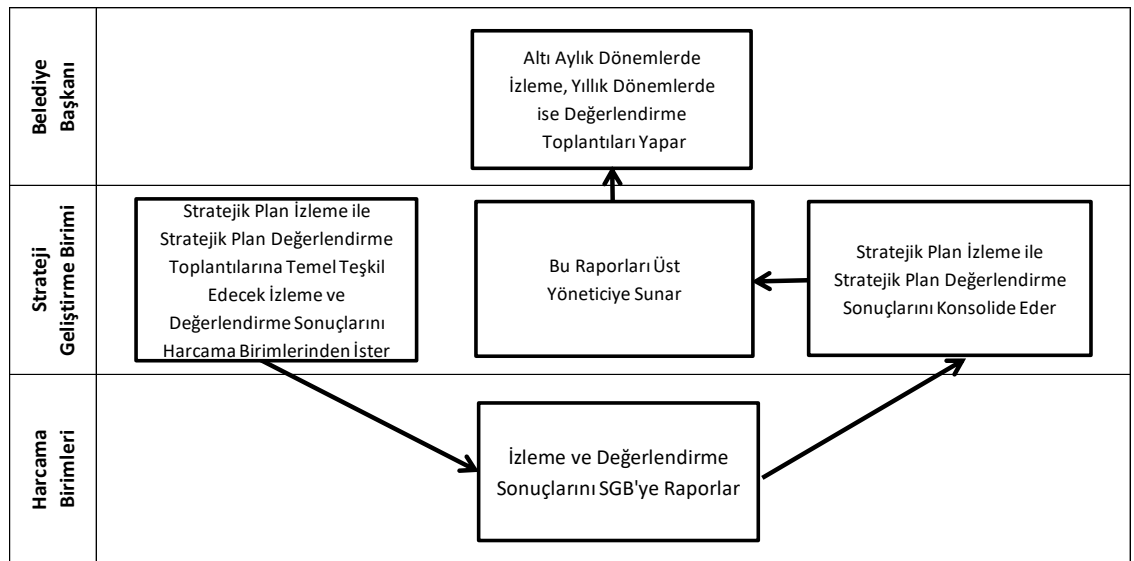 Belediye
Başkanı
Altı Aylık Dönemlerde
İzleme, Yıllık Dönemlerde
ise Değerlendirme
Toplantıları Yapar
Strateji
Geliştirme Birimi
Stratejik Plan İzleme ile
Stratejik Plan Değerlendirme
Toplantılarına Temel Teşkil
Edecek İzleme ve
Değerlendirme Sonuçlarını
Harcama Birimlerinden İster
Bu Raporları Üst
Yöneticiye Sunar
Stratejik Plan İzleme ile
Stratejik Plan Değerlendirme
Sonuçlarını Konsolide Eder
Harcama
Birimleri
İzleme ve Değerlendirme
Sonuçlarını SGB'ye Raporlar